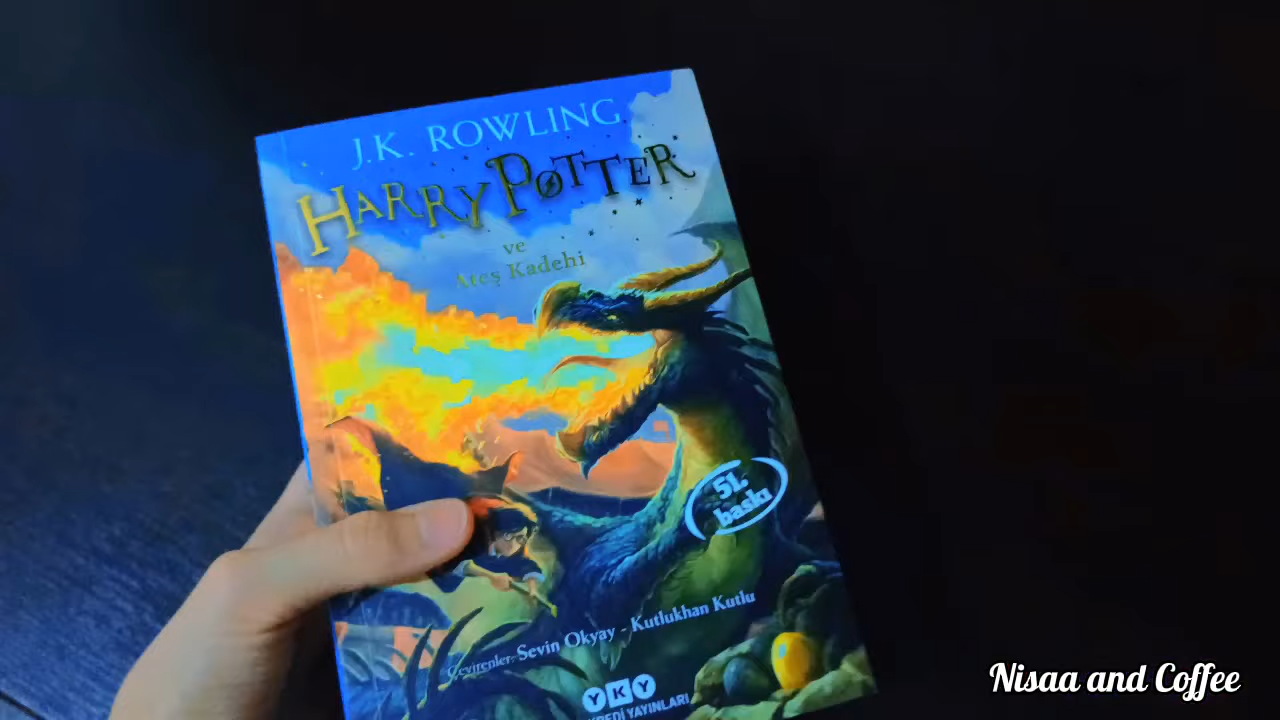 J.K. ROWLING
HARRY POTTER
ve
Ateş Kadehi
51.
baskı
Çevirenler: Sevin Okyay - Kutlukhan Kutlu
YKY
KREDİ YAYINLARI
Nisaa and Coffee